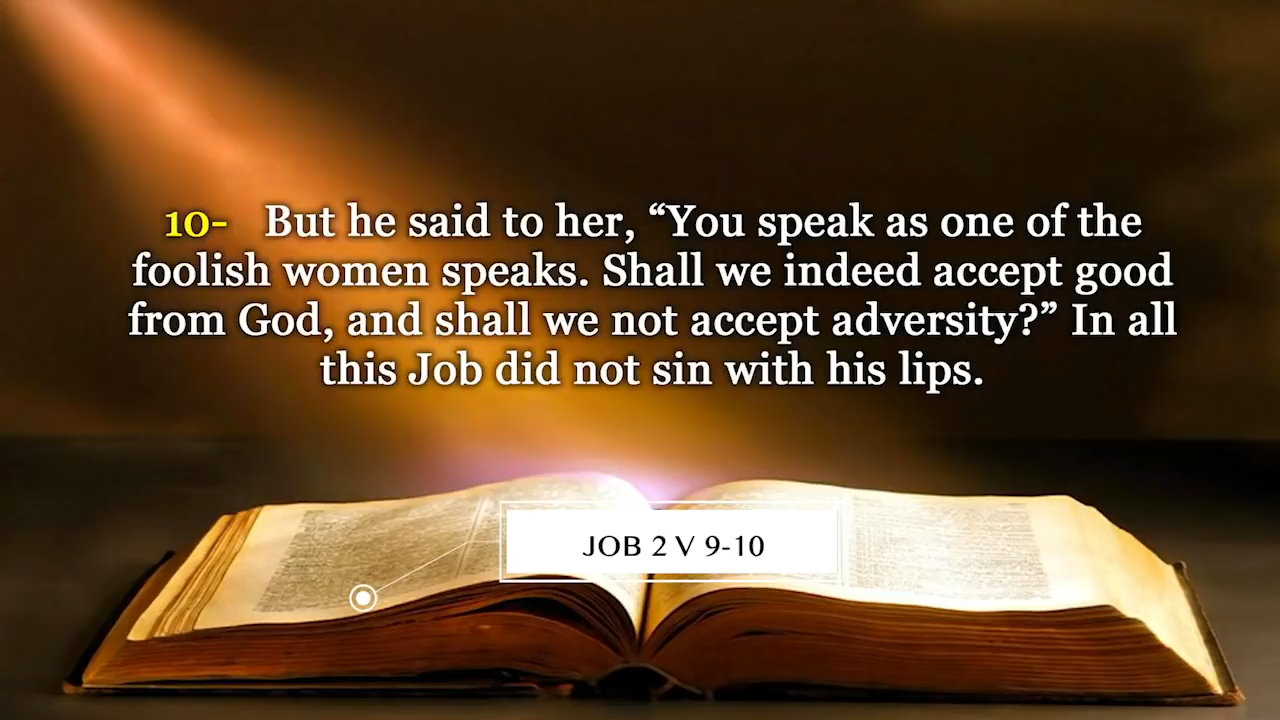 10- But he said to her, “You speak as one of the
foolish women speaks. Shall we indeed accept good
from God, and shall we not accept adversity?” In all
this Job did not sin with his lips.
JOB 2 V 9-10